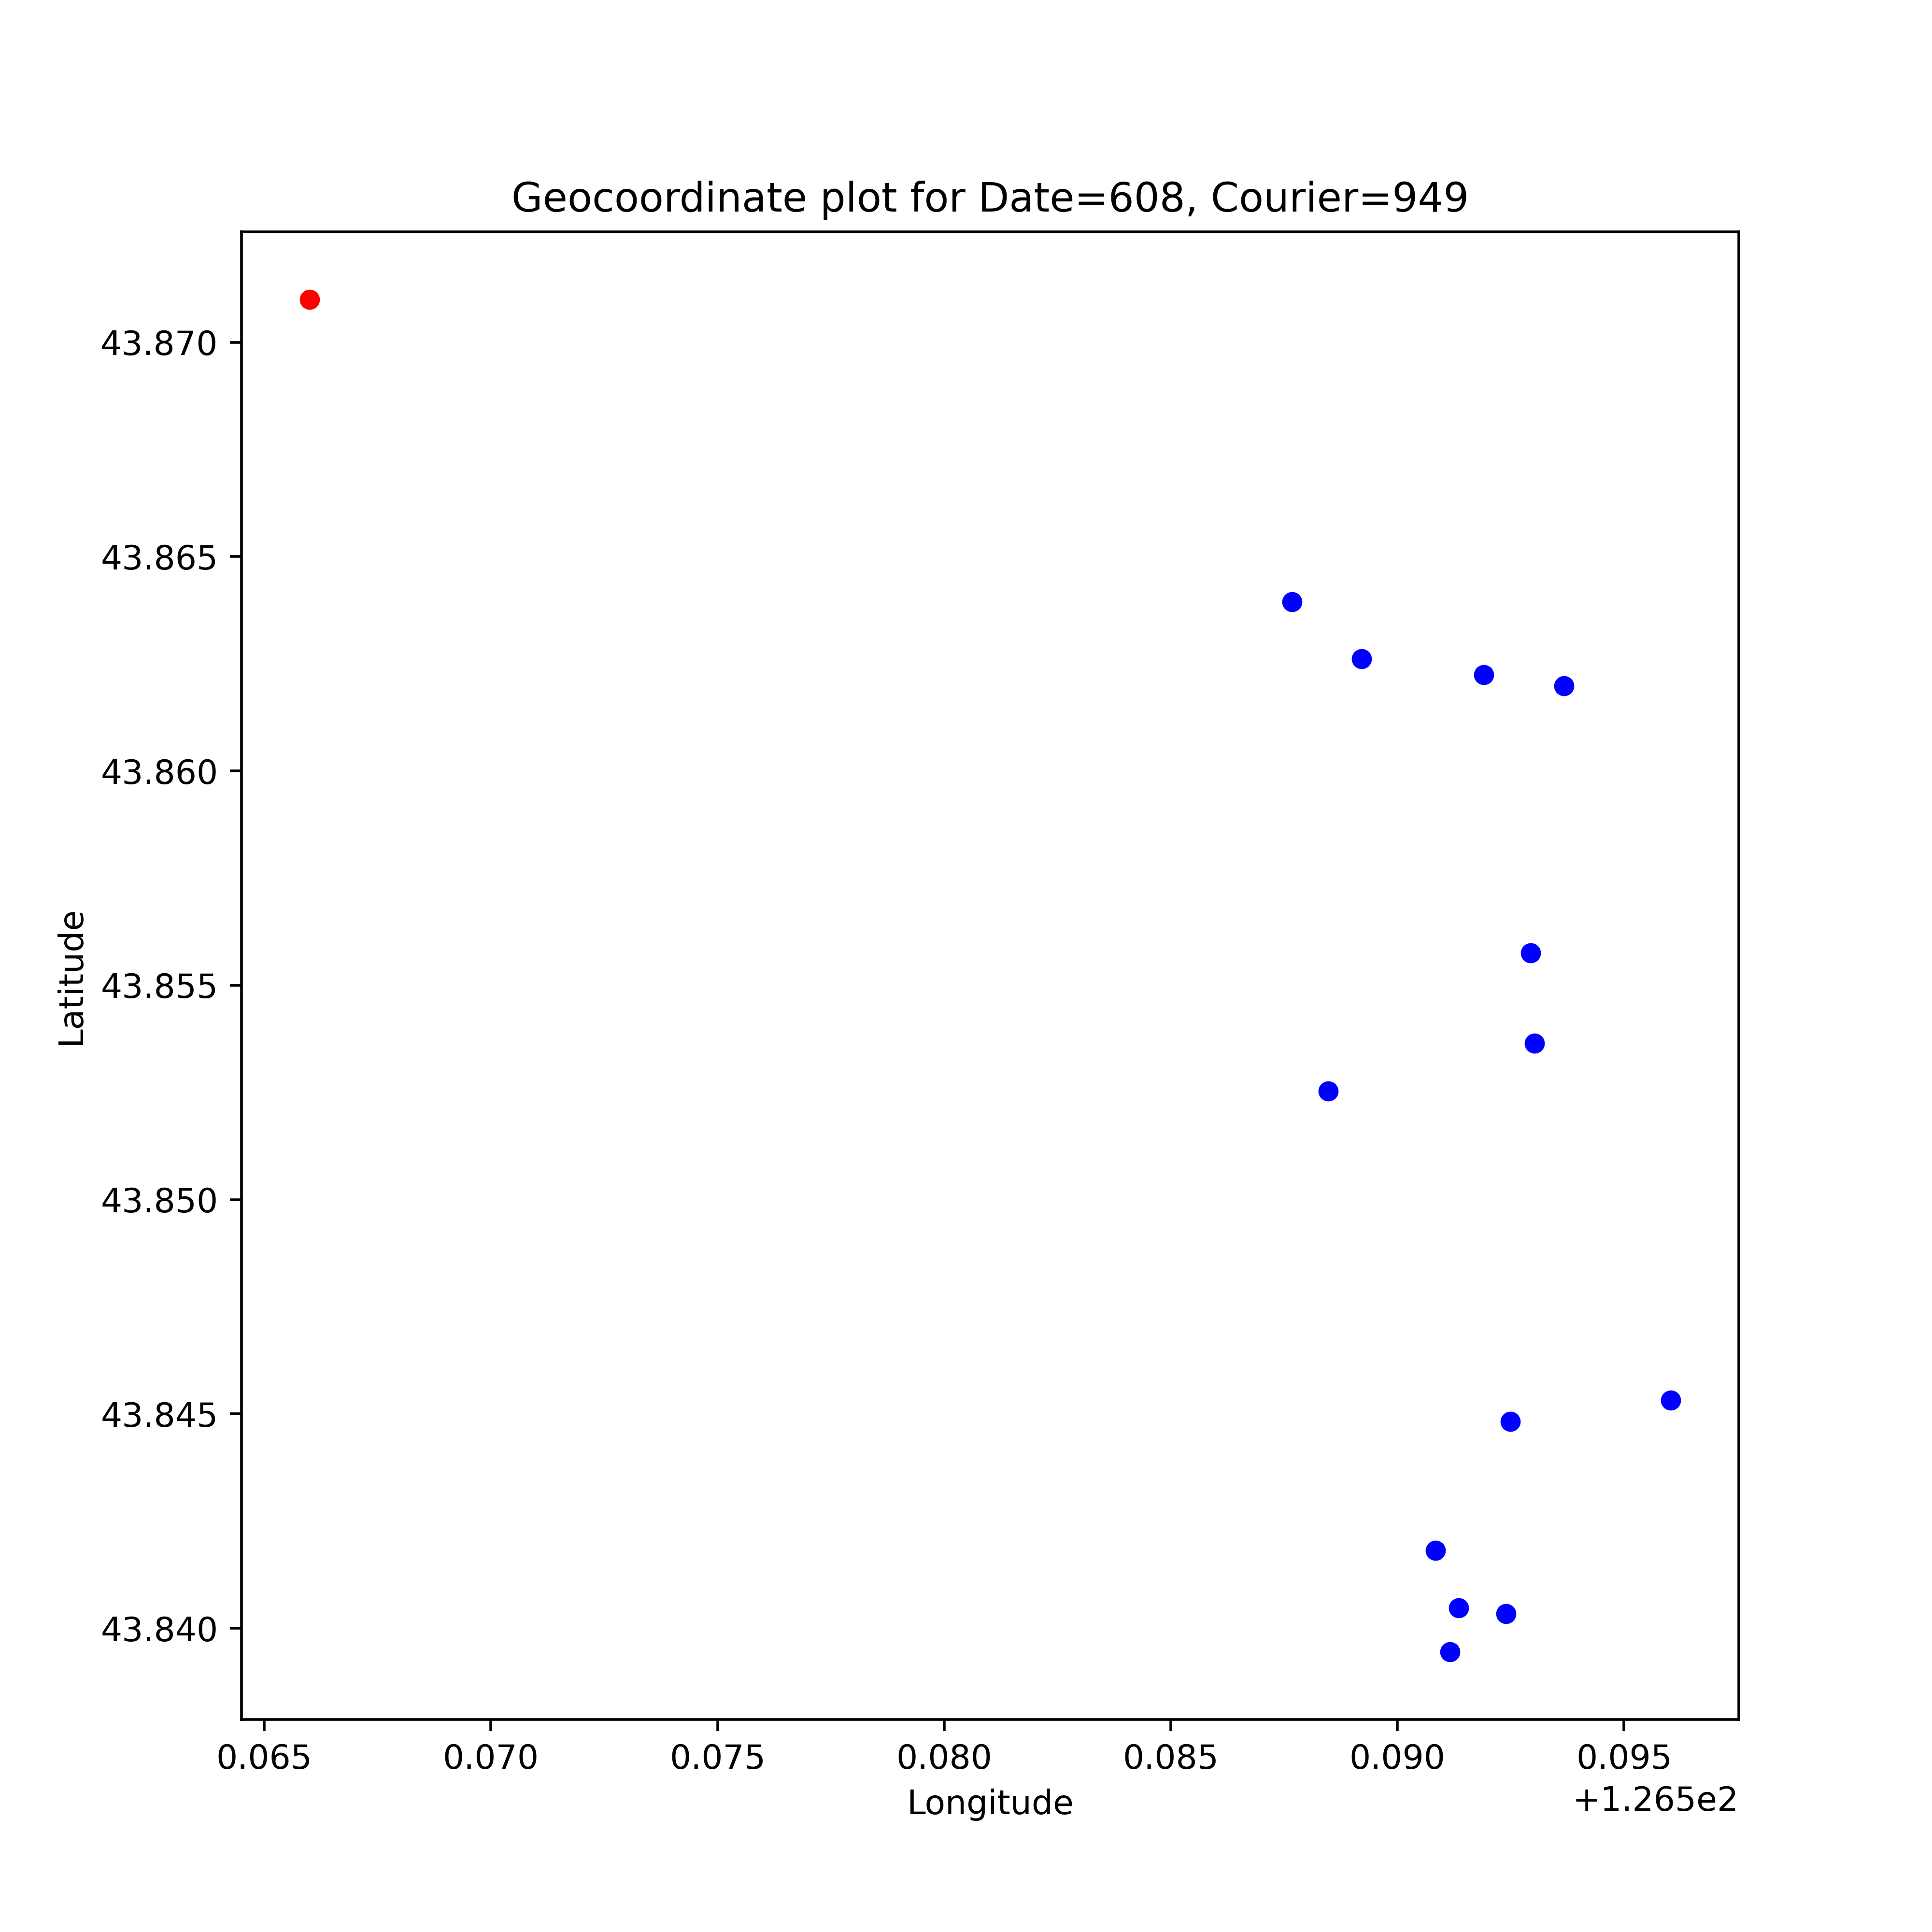 Geocoordinate plot for Date=608, Courier=949
43.870
43.865
43.860
43.855
43.850
43.845
43.840
Latitude
0.065 0.070 0.075 0.080 0.085 0.090 0.095
+1.265e2
Longitude